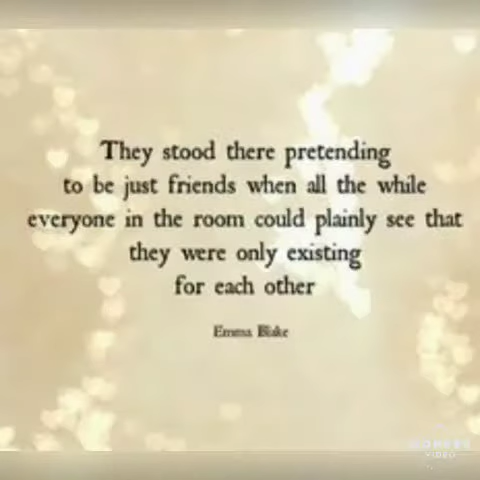 They stood there pretending
to be just friends when all the while
everyone in the room could plainly see that
they were only existing
for each other
Emma Blake
VIDEO